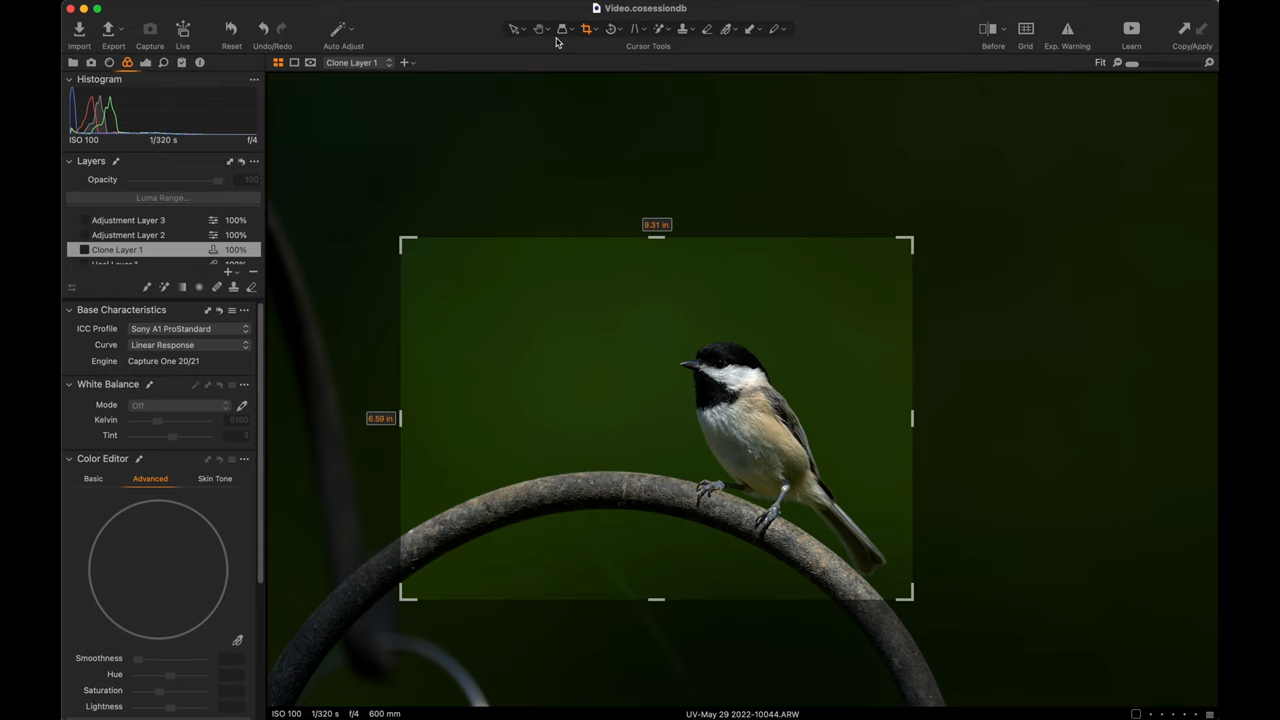 Video.cosessiondb
Import Export Capture Live Reset Undo/Redo Auto Adjust Cursor Tools Before Grid Exp. Warning Learn Copy/Apply
Clone Layer 1
Fit
Histogram
ISO 100 1/320 s f/4
Layers
Opacity 100
Luma Range...
Adjustment Layer 3 100%
Adjustment Layer 2 100%
Clone Layer 1 100%
Base Characteristics
ICC Profile Sony A1 ProStandard
Curve Linear Response
Engine Capture One 20/21
White Balance
Mode Off
Kelvin 5160
Tint 3
Color Editor
Basic Advanced Skin Tone
Smoothness
Hue
Saturation
Lightness
9.31 in
6.59 in
ISO 100 1/320 s f/4 600 mm UV-May 29 2022-10044.ARW